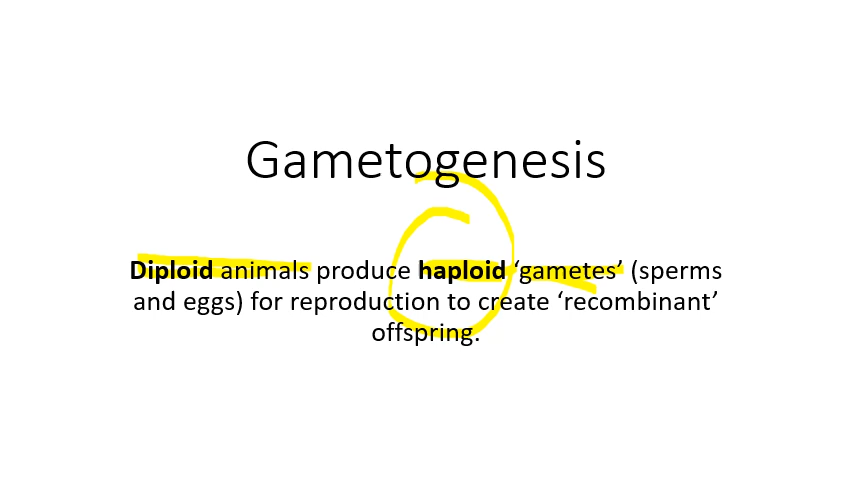 Gametogenesis
Diploid animals produce haploid ‘gametes’ (sperms
and eggs) for reproduction to create ‘recombinant’
offspring.